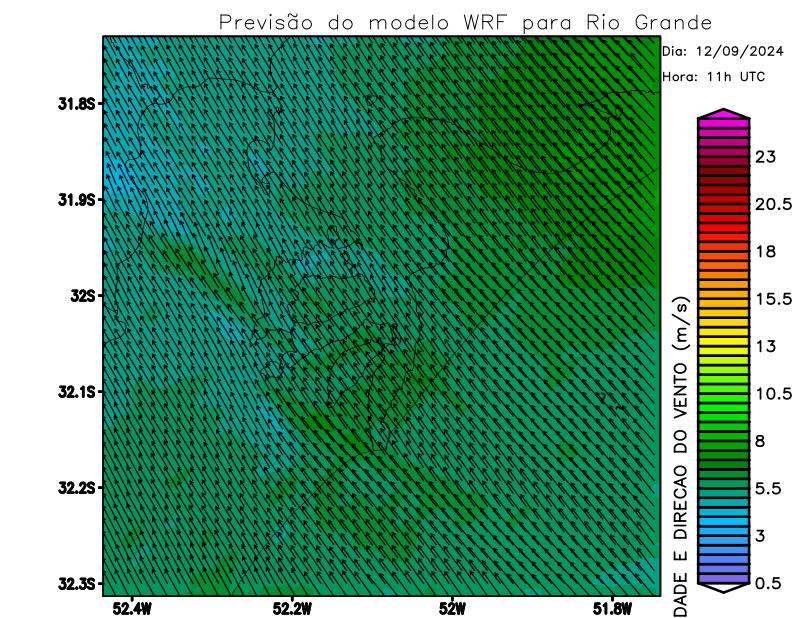 Previsão do modelo WRF para Rio Grande
Dia: 12/09/2024
Hora: 11h UTC
31.8S
31.9S
32S
32.1S
32.2S
32.3S
52.4W
52.2W
52W
51.8W
23
20.5
18
15.5
13
10.5
8
5.5
3
0.5
DADE E DIRECAO DO VENTO (m/s)